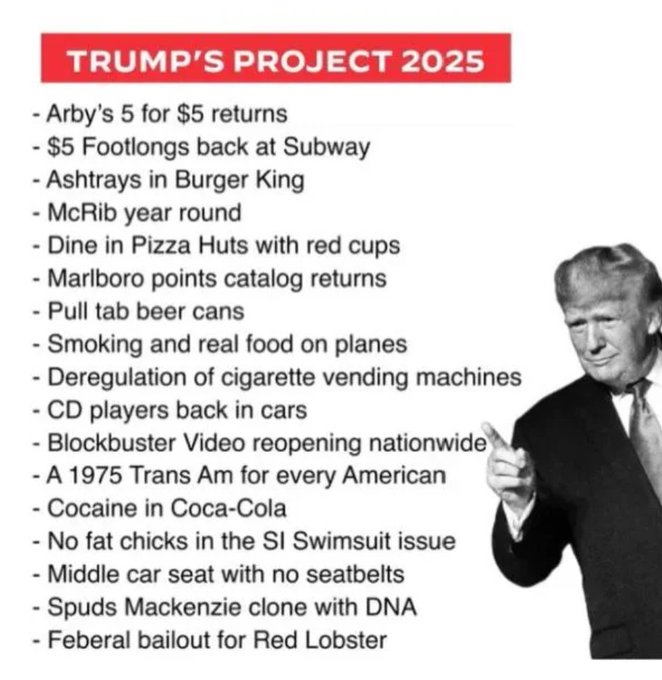 TRUMP'S PROJECT 2025
- Arby's 5 for $5 returns
- $5 Footlongs back at Subway
- Ashtrays in Burger King
- McRib year round
- Dine in Pizza Huts with red cups
- Marlboro points catalog returns
- Pull tab beer cans
- Smoking and real food on planes
- Deregulation of cigarette vending machines
- CD players back in cars
- Blockbuster Video reopening nationwide
- A 1975 Trans Am for every American
- Cocaine in Coca-Cola
- No fat chicks in the SI Swimsuit issue
- Middle car seat with no seatbelts
- Spuds Mackenzie clone with DNA
- Feberal bailout for Red Lobster